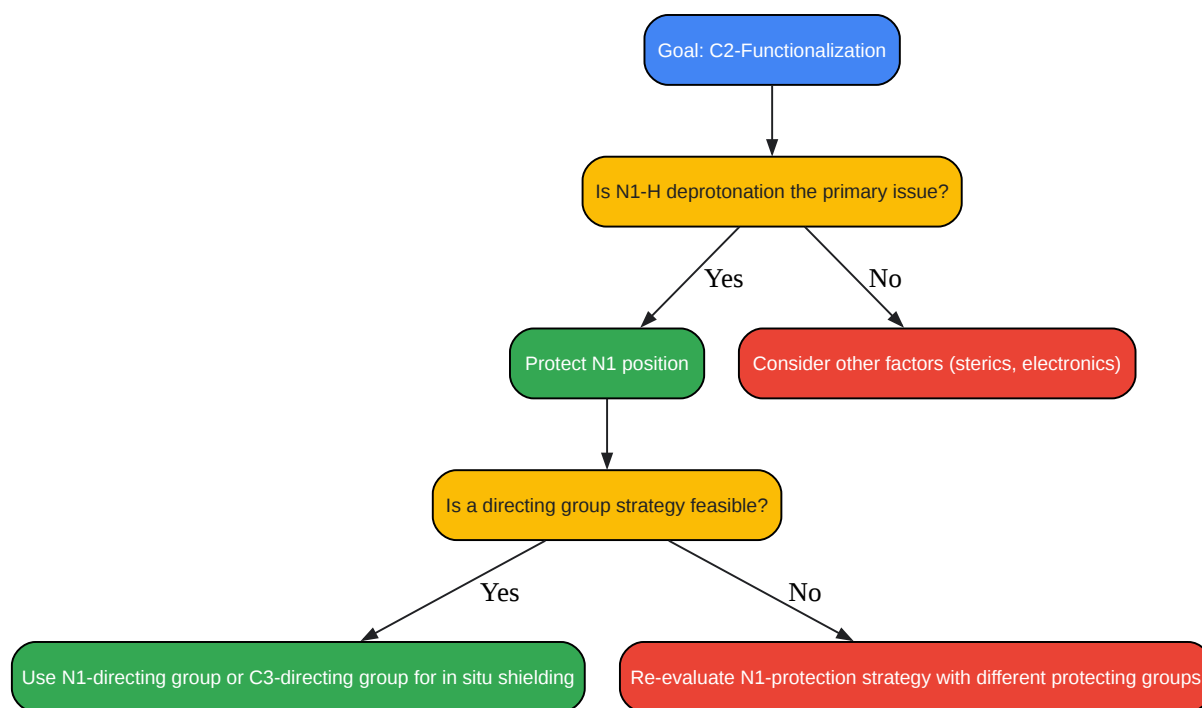 Goal: C2-Functionalization
Is N1-H deprotonation the primary issue?
Yes
No
Protect N1 position
Consider other factors (sterics, electronics)
Is a directing group strategy feasible?
Yes
No
Use N1-directing group or C3-directing group for in situ shielding
Re-evaluate N1-protection strategy with different protecting groups